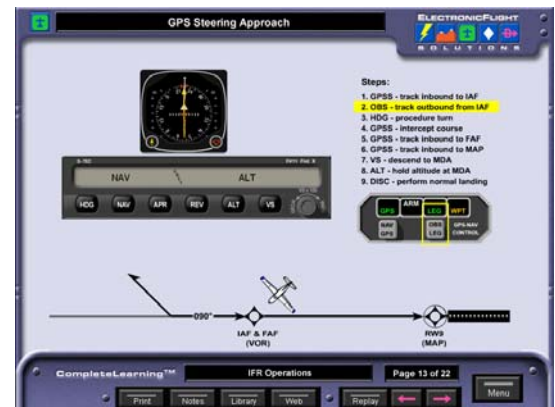 GPS Steering Approach
ELECTRONICFLIGHT
SOLUTIONS
Steps:
1. GPSS - track inbound to IAF
2. OBS - track outbound from IAF
3. HDG - procedure turn
4. GPSS - intercept course
5. GPSS - track inbound to FAF
6. GPSS - track inbound to MAP
7. VS - descend to MDA
8. ALT - hold altitude at MDA
9. DISC - perform normal landing
S-TEC
NAV ALT
HDG NAV APR REV ALT VS
GPS ARM LEG WPT
NAV GPS OBS LEG GPS-NAV CONTROL
090°
IAF & FAF
(VOR)
RW9
(MAP)
CompleteLearning™ IFR Operations Page 13 of 22
Print Notes Library Web Replay Menu